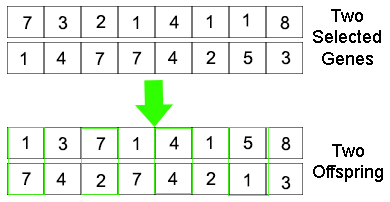 7 3 2 1 4 1 1 8
1 4 7 7 4 2 5 3
Two
Selected
Genes
1 3 7 1 4 1 5 8
7 4 2 7 4 2 1 3
Two
Offspring